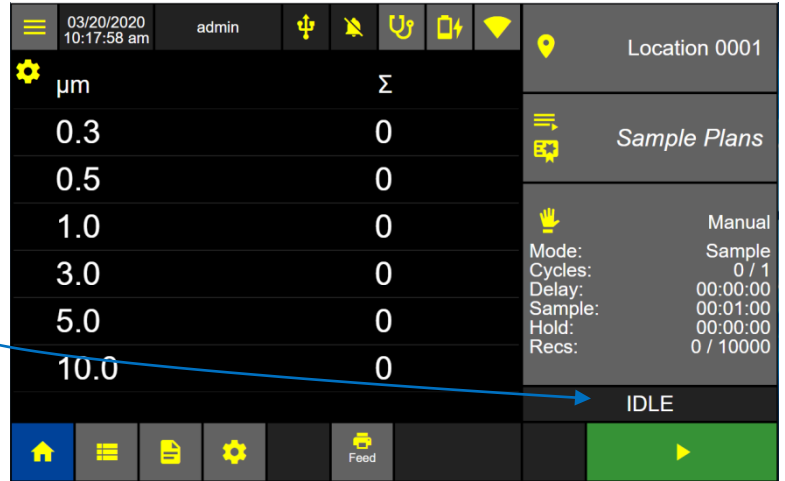 03/20/2020
10:17:58 am
admin
Location 0001
µm Σ
0.3 0
0.5 0
1.0 0
3.0 0
5.0 0
10.0 0
Sample Plans
Manual
Mode: Sample
Cycles: 0 / 1
Delay: 00:00:00
Sample: 00:01:00
Hold: 00:00:00
Recs: 0 / 10000
IDLE
Feed